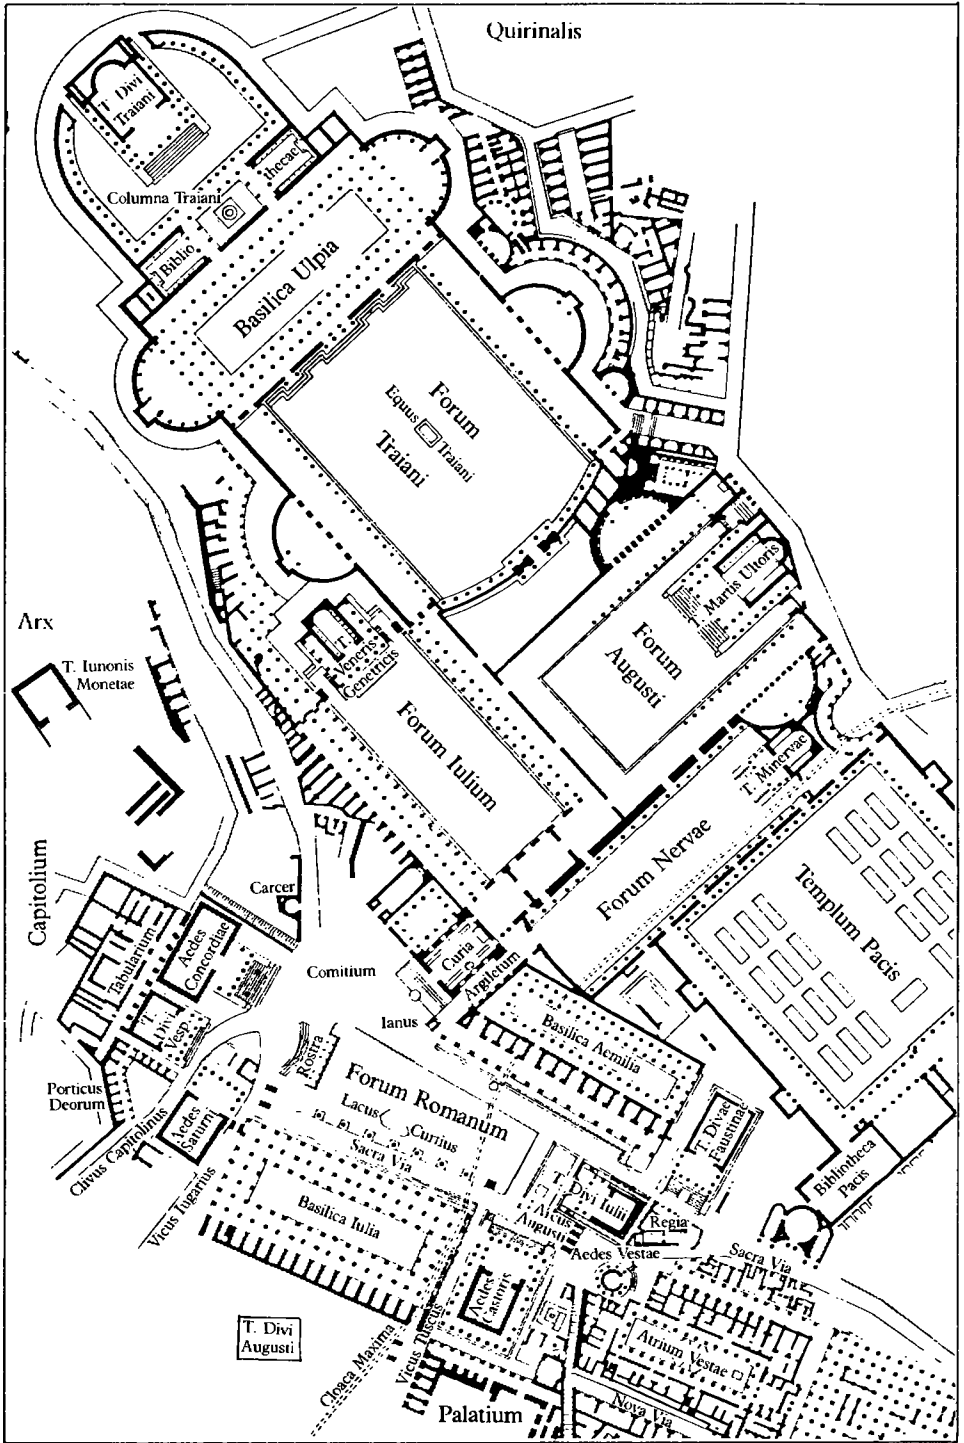 Quirinalis
T. Divi
Traiani
Columna Traiani
Biblio
thecae
Basilica Ulpia
Forum
Traiani
Equus
Traiani
Martis Ultoris
Forum
Augusti
Arx
T. Iunonis
Monetae
T.
Veneris
Genetricis
Forum Iulium
T. Minervae
Forum Nervae
Templum Pacis
Capitolium
Carcer
Tabularium
Aedes
Concordiae
Comitium
Curia
Argiletum
T. Divi
Vesp.
Ianus
Basilica Aemilia
Rostra
Porticus
Deorum
Forum Romanum
Lacus
Curtius
Sacra Via
Aedes
Saturni
Clivus Capitolinus
Vicus Iugarius
T. Divae
Faustinae
Bibliotheca
Pacis
Basilica Iulia
T. Divi
Iulii
Arcus
Augusti
Regia
Aedes Vestae
Sacra Via
Aedes
Castoris
T. Divi
Augusti
Cloaca Maxima
Vicus Tuscus
Atrium Vestae
Nova Via
Palatium